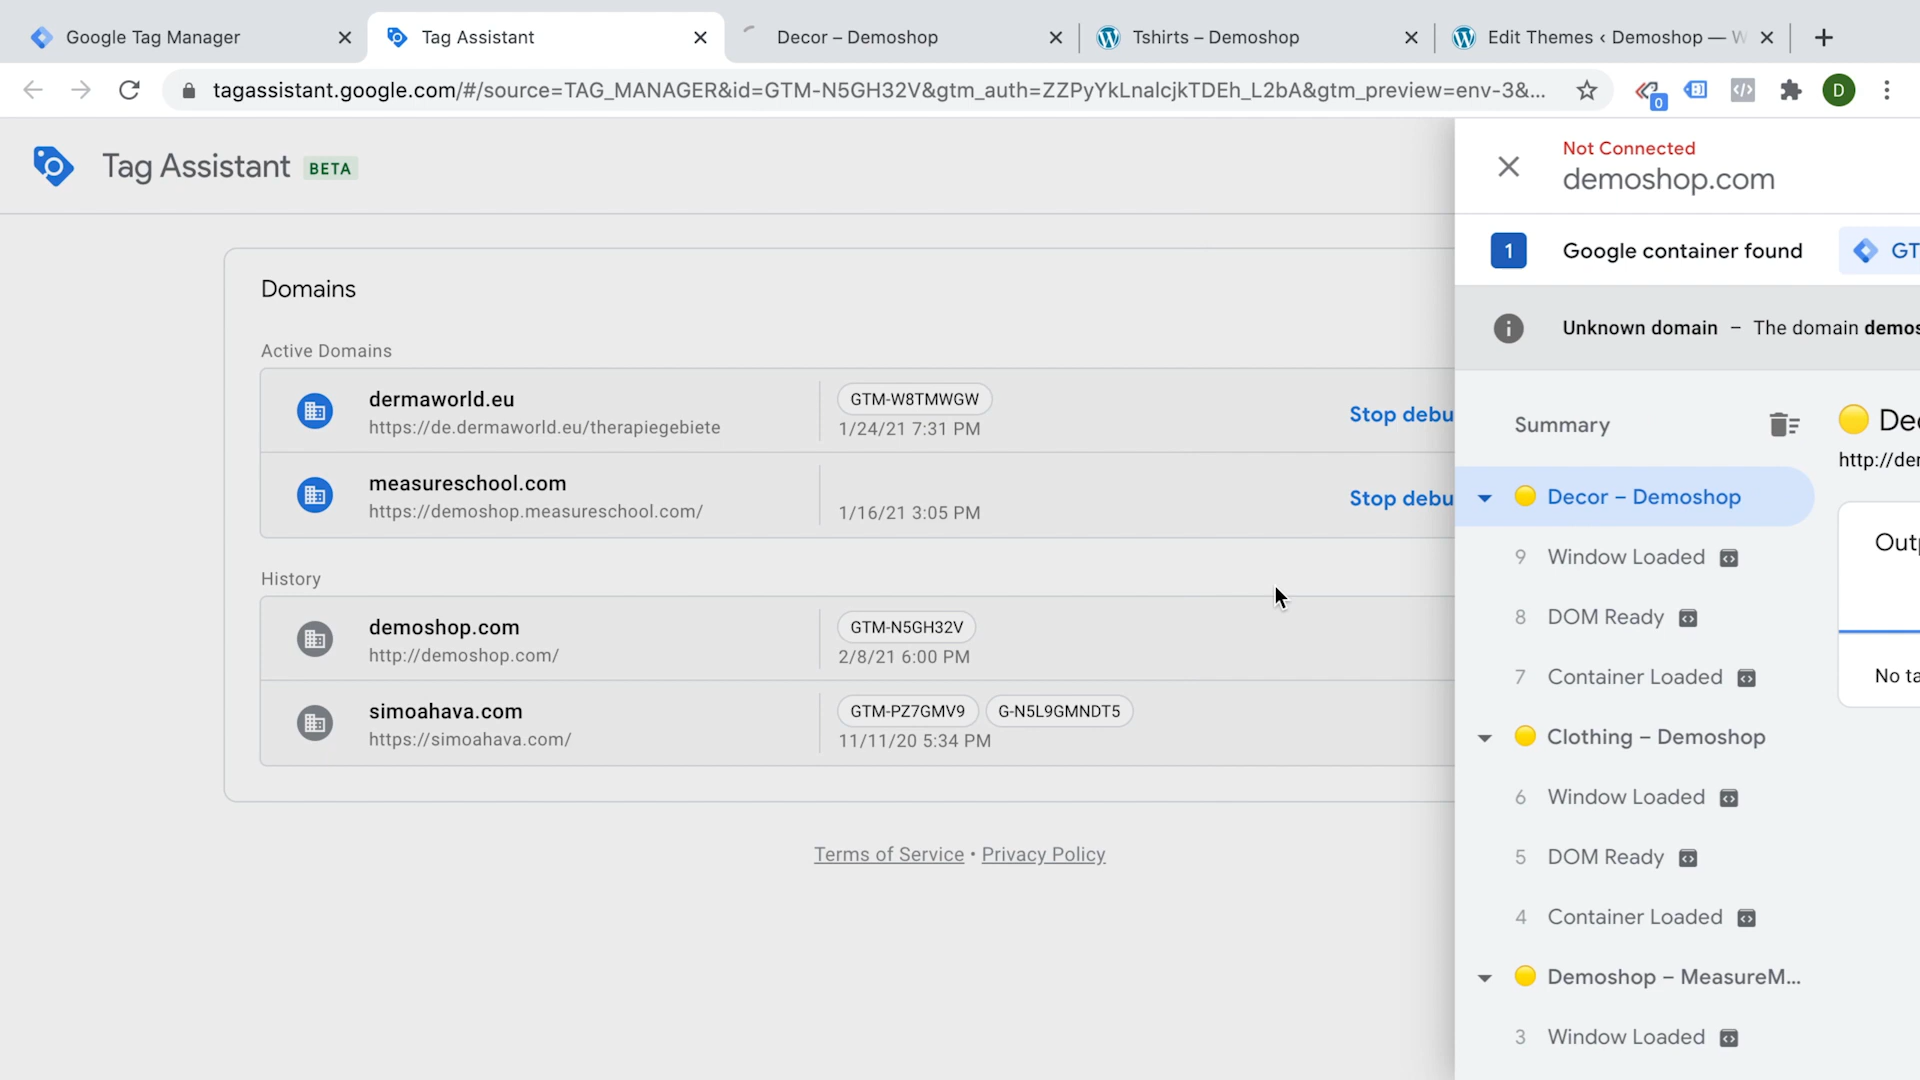 Google Tag Manager
Tag Assistant
Decor – Demoshop
Tshirts – Demoshop
Edit Themes ‹ Demoshop — W
tagassistant.google.com/#/source=TAG_MANAGER&id=GTM-N5GH32V&gtm_auth=ZZPyYkLnalcjkTDEh_L2bA&gtm_preview=env-3&...
0
D
Tag Assistant BETA
Not Connected
demoshop.com
1 Google container found GT
Unknown domain – The domain demos
Domains
Active Domains
dermaworld.eu
https://de.dermaworld.eu/therapiegebiete
GTM-W8TMWGW
1/24/21 7:31 PM
Stop debu
measureschool.com
https://demoshop.measureschool.com/
1/16/21 3:05 PM
Stop debu
History
demoshop.com
http://demoshop.com/
GTM-N5GH32V
2/8/21 6:00 PM
simoahava.com
https://simoahava.com/
GTM-PZ7GMV9 G-N5L9GMNDT5
11/11/20 5:34 PM
Terms of Service • Privacy Policy
Summary
Decor – Demoshop
9 Window Loaded
8 DOM Ready
7 Container Loaded
Clothing – Demoshop
6 Window Loaded
5 DOM Ready
4 Container Loaded
Demoshop – MeasureM...
3 Window Loaded
Dec
http://der
Outp
No ta